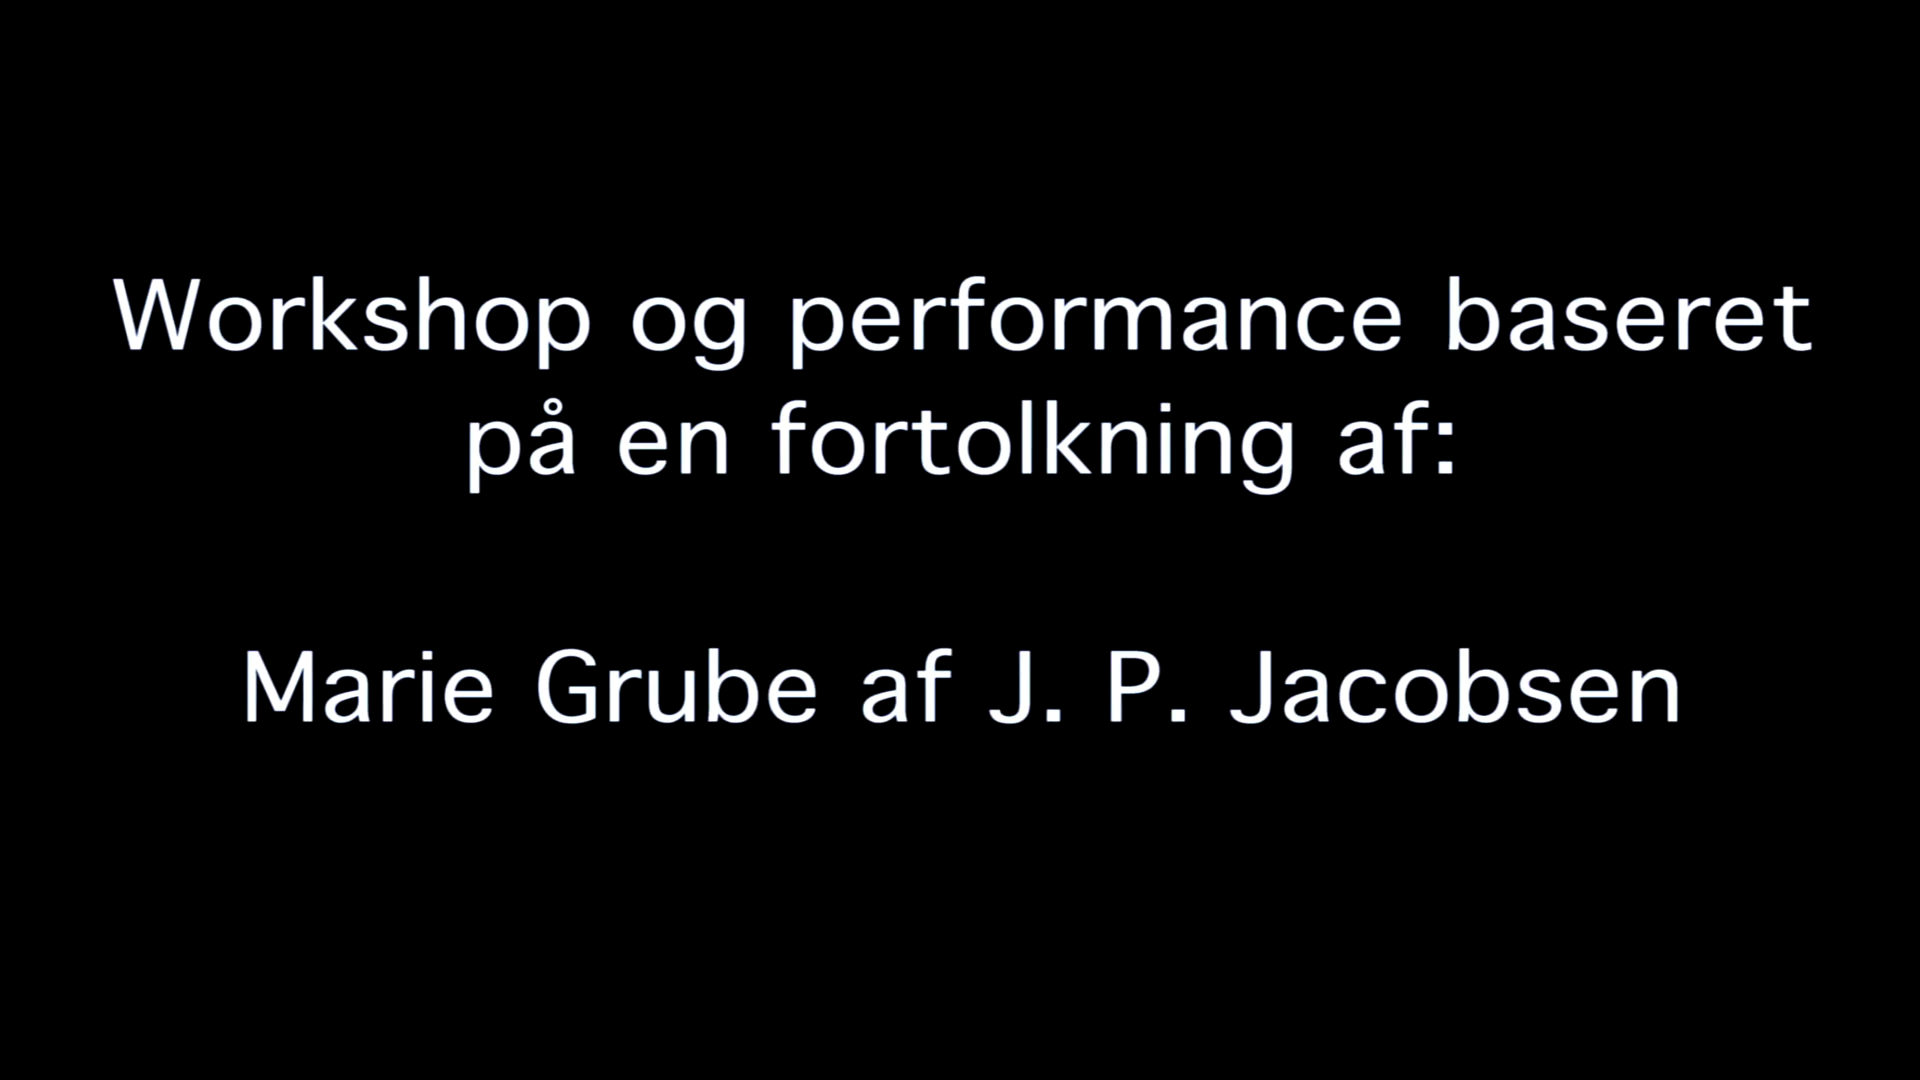 Workshop og performance baseret
på en fortolkning af:
Marie Grube af J. P. Jacobsen